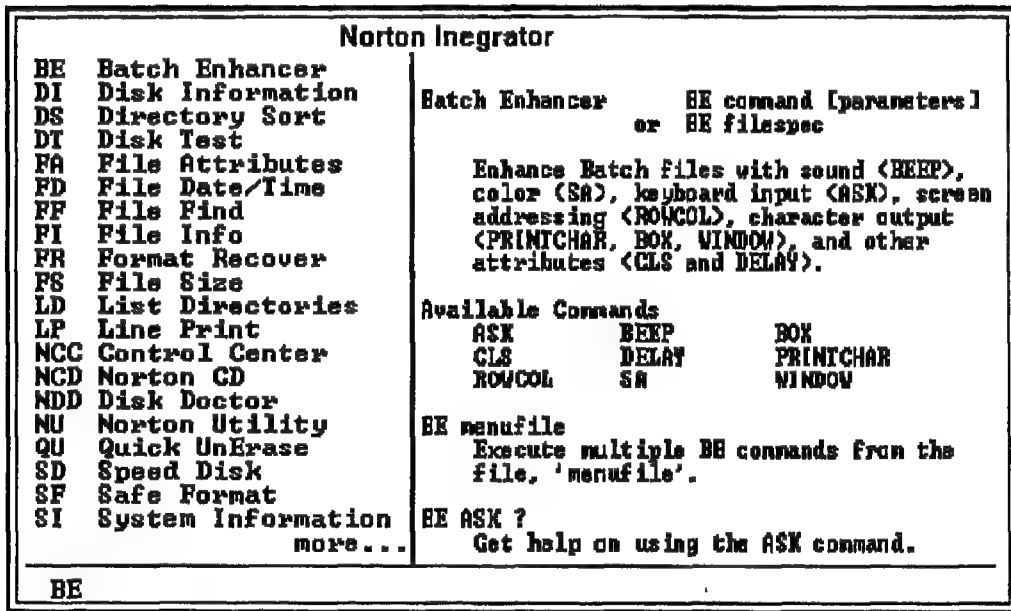 Norton Inegrator
BE Batch Enhancer
DI Disk Information
DS Directory Sort
DT Disk Test
FA File Attributes
FD File Date/Time
FF File Find
FI File Info
FR Format Recover
FS File Size
LD List Directories
LP Line Print
NCC Control Center
NCD Norton CD
NDD Disk Doctor
NU Norton Utility
QU Quick UnErase
SD Speed Disk
SF Safe Format
SI System Information
more...
Batch Enhancer BE command [parameters]
or BE filespec
Enhance Batch files with sound <BEEP>,
color <SA>, keyboard input <ASK>, screen
addressing <ROWCOL>, character output
<PRINTCHAR, BOX, WINDOW>, and other
attributes <CLS and DELAY>.
Available Commands
ASK BEEP BOX
CLS DELAY PRINTCHAR
ROWCOL SA WINDOW
BE menufile
Execute multiple BE commands from the
file, 'menufile'.
BE ASK ?
Get help on using the ASK command.
BE